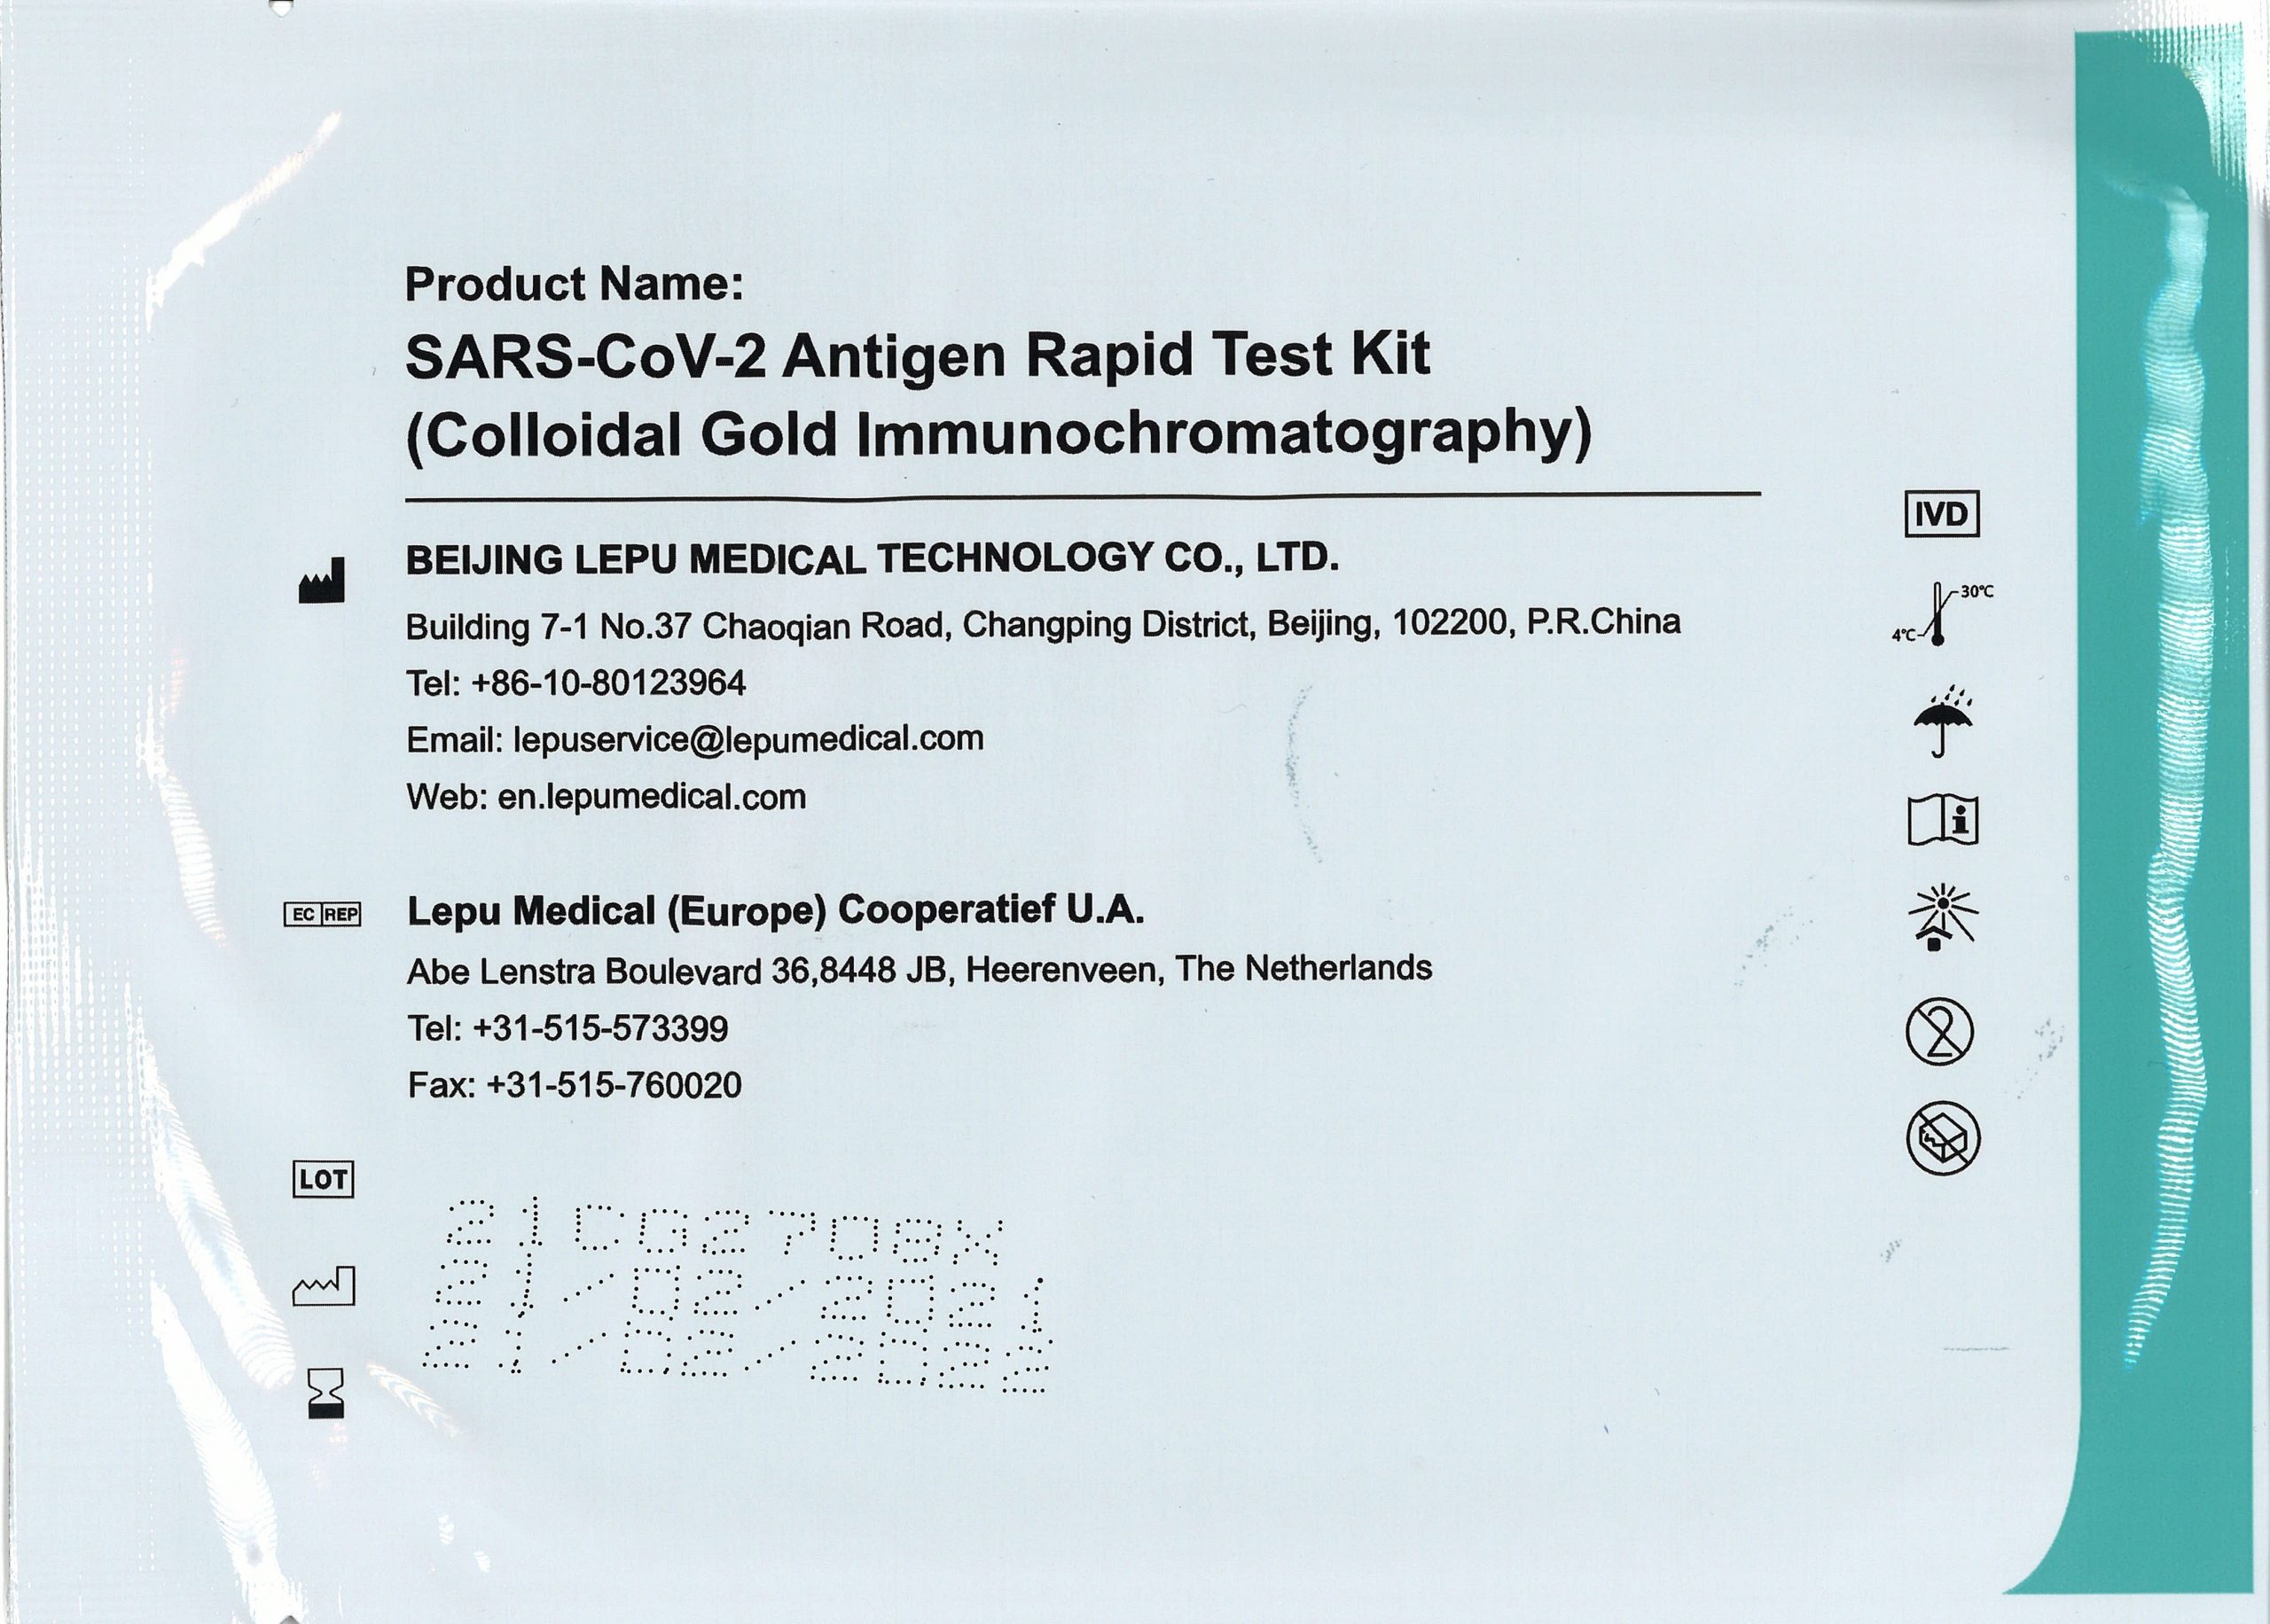 Product Name:
SARS-CoV-2 Antigen Rapid Test Kit
(Colloidal Gold Immunochromatography)
BEIJING LEPU MEDICAL TECHNOLOGY CO., LTD.
Building 7-1 No.37 Chaoqian Road, Changping District, Beijing, 102200, P.R.China
Tel: +86-10-80123964
Email: lepuservice@lepumedical.com
Web: en.lepumedical.com
EC REP
Lepu Medical (Europe) Cooperatief U.A.
Abe Lenstra Boulevard 36,8448 JB, Heerenveen, The Netherlands
Tel: +31-515-573399
Fax: +31-515-760020
LOT
21CG2709X
21/02/2021
21/02/2022
IVD
30°C
4°C
2